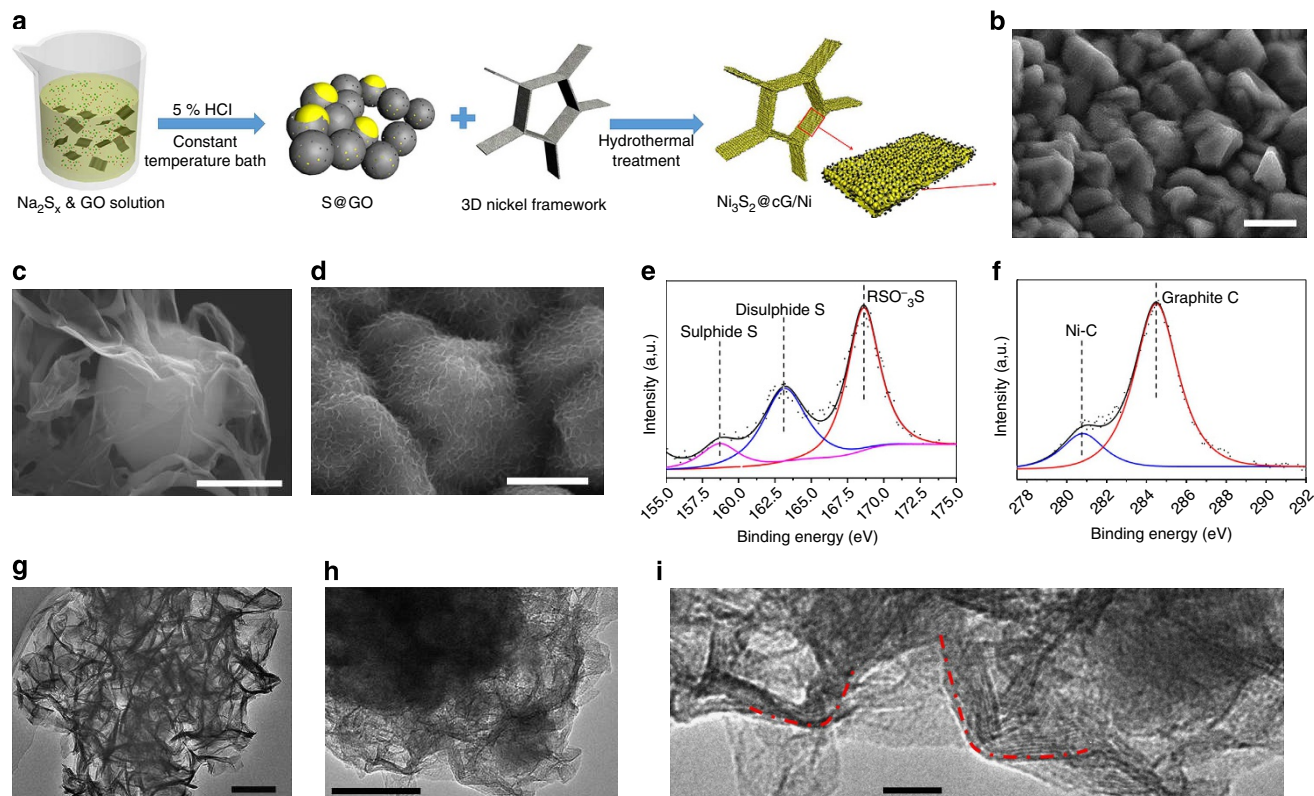 a
5 % HCl
Constant
temperature bath
Na₂Sₓ & GO solution
S@GO
3D nickel framework
Hydrothermal
treatment
Ni₃S₂@cG/Ni
b
c
d
e
Intensity (a,u.)
Sulphide S
Disulphide S
RSO⁻₃S
155.0
157.5
160.0
162.5
165.0
167.5
170.0
172.5
175.0
Binding energy (eV)
f
Intensity (a,u.)
Ni-C
Graphite C
278
280
281
282
284
285
286
288
290
292
Binding energy (eV)
g
h
i